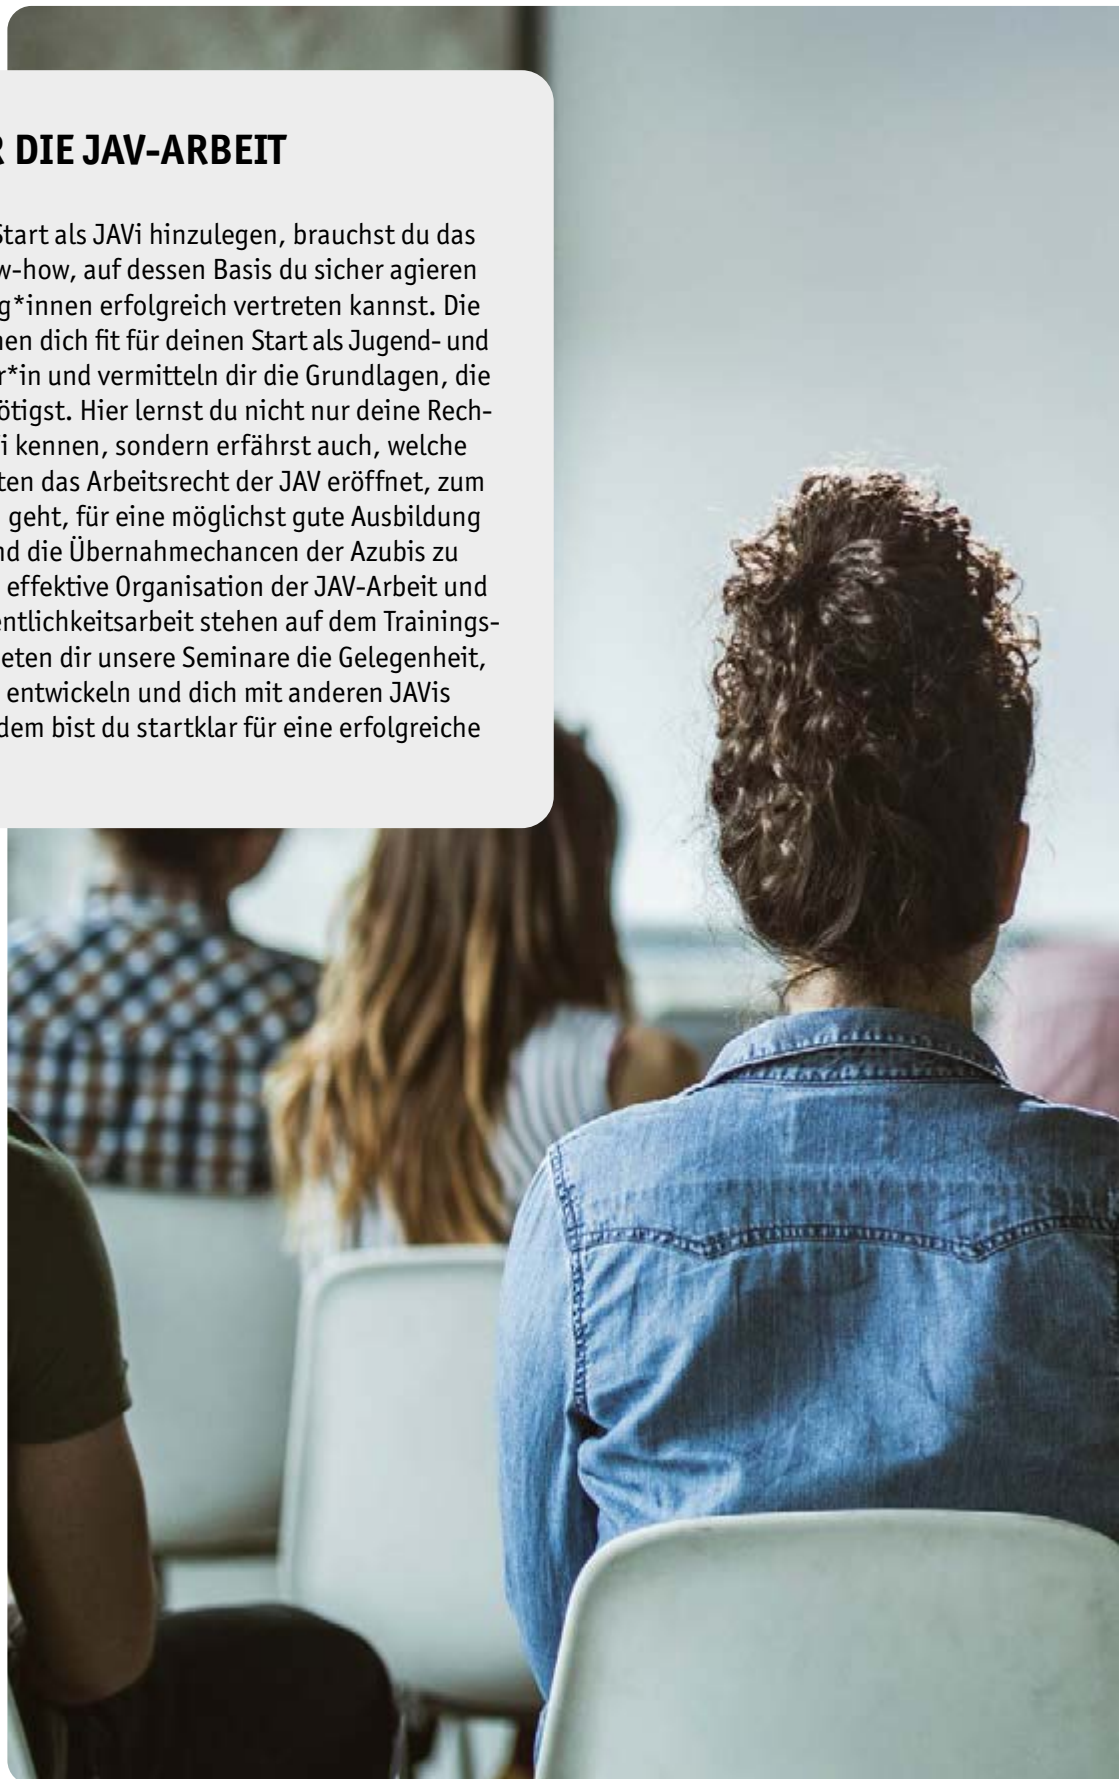 DIE JAV-ARBEIT
Start als JAVi hinzulegen, brauchst du das
w-how, auf dessen Basis du sicher agieren
g*innen erfolgreich vertreten kannst. Die
nen dich fit für deinen Start als Jugend- und
r*in und vermitteln dir die Grundlagen, die
ötigst. Hier lernst du nicht nur deine Rech-
i kennen, sondern erfährst auch, welche
ten das Arbeitsrecht der JAV eröffnet, zum
geht, für eine möglichst gute Ausbildung
nd die Übernahmechancen der Azubis zu
effektive Organisation der JAV-Arbeit und
entlichkeitsarbeit stehen auf dem Trainings-
eten dir unsere Seminare die Gelegenheit,
entwickeln und dich mit anderen JAVis
dem bist du startklar für eine erfolgreiche